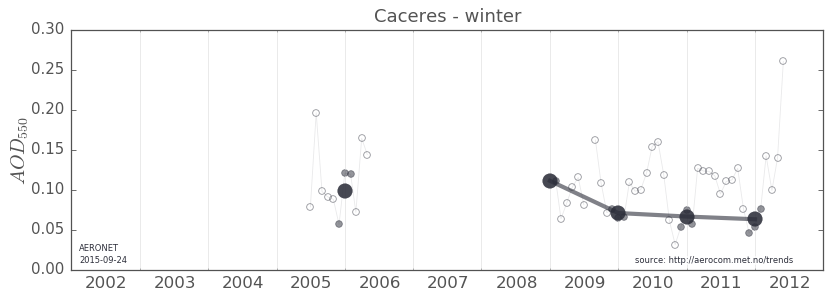 Caceres - winter
0.30
0.25
0.20
0.15
0.10
0.05
0.00
AOD550
AERONET
2015-09-24
source: http://aerocom.met.no/trends
2002 2003 2004 2005 2006 2007 2008 2009 2010 2011 2012